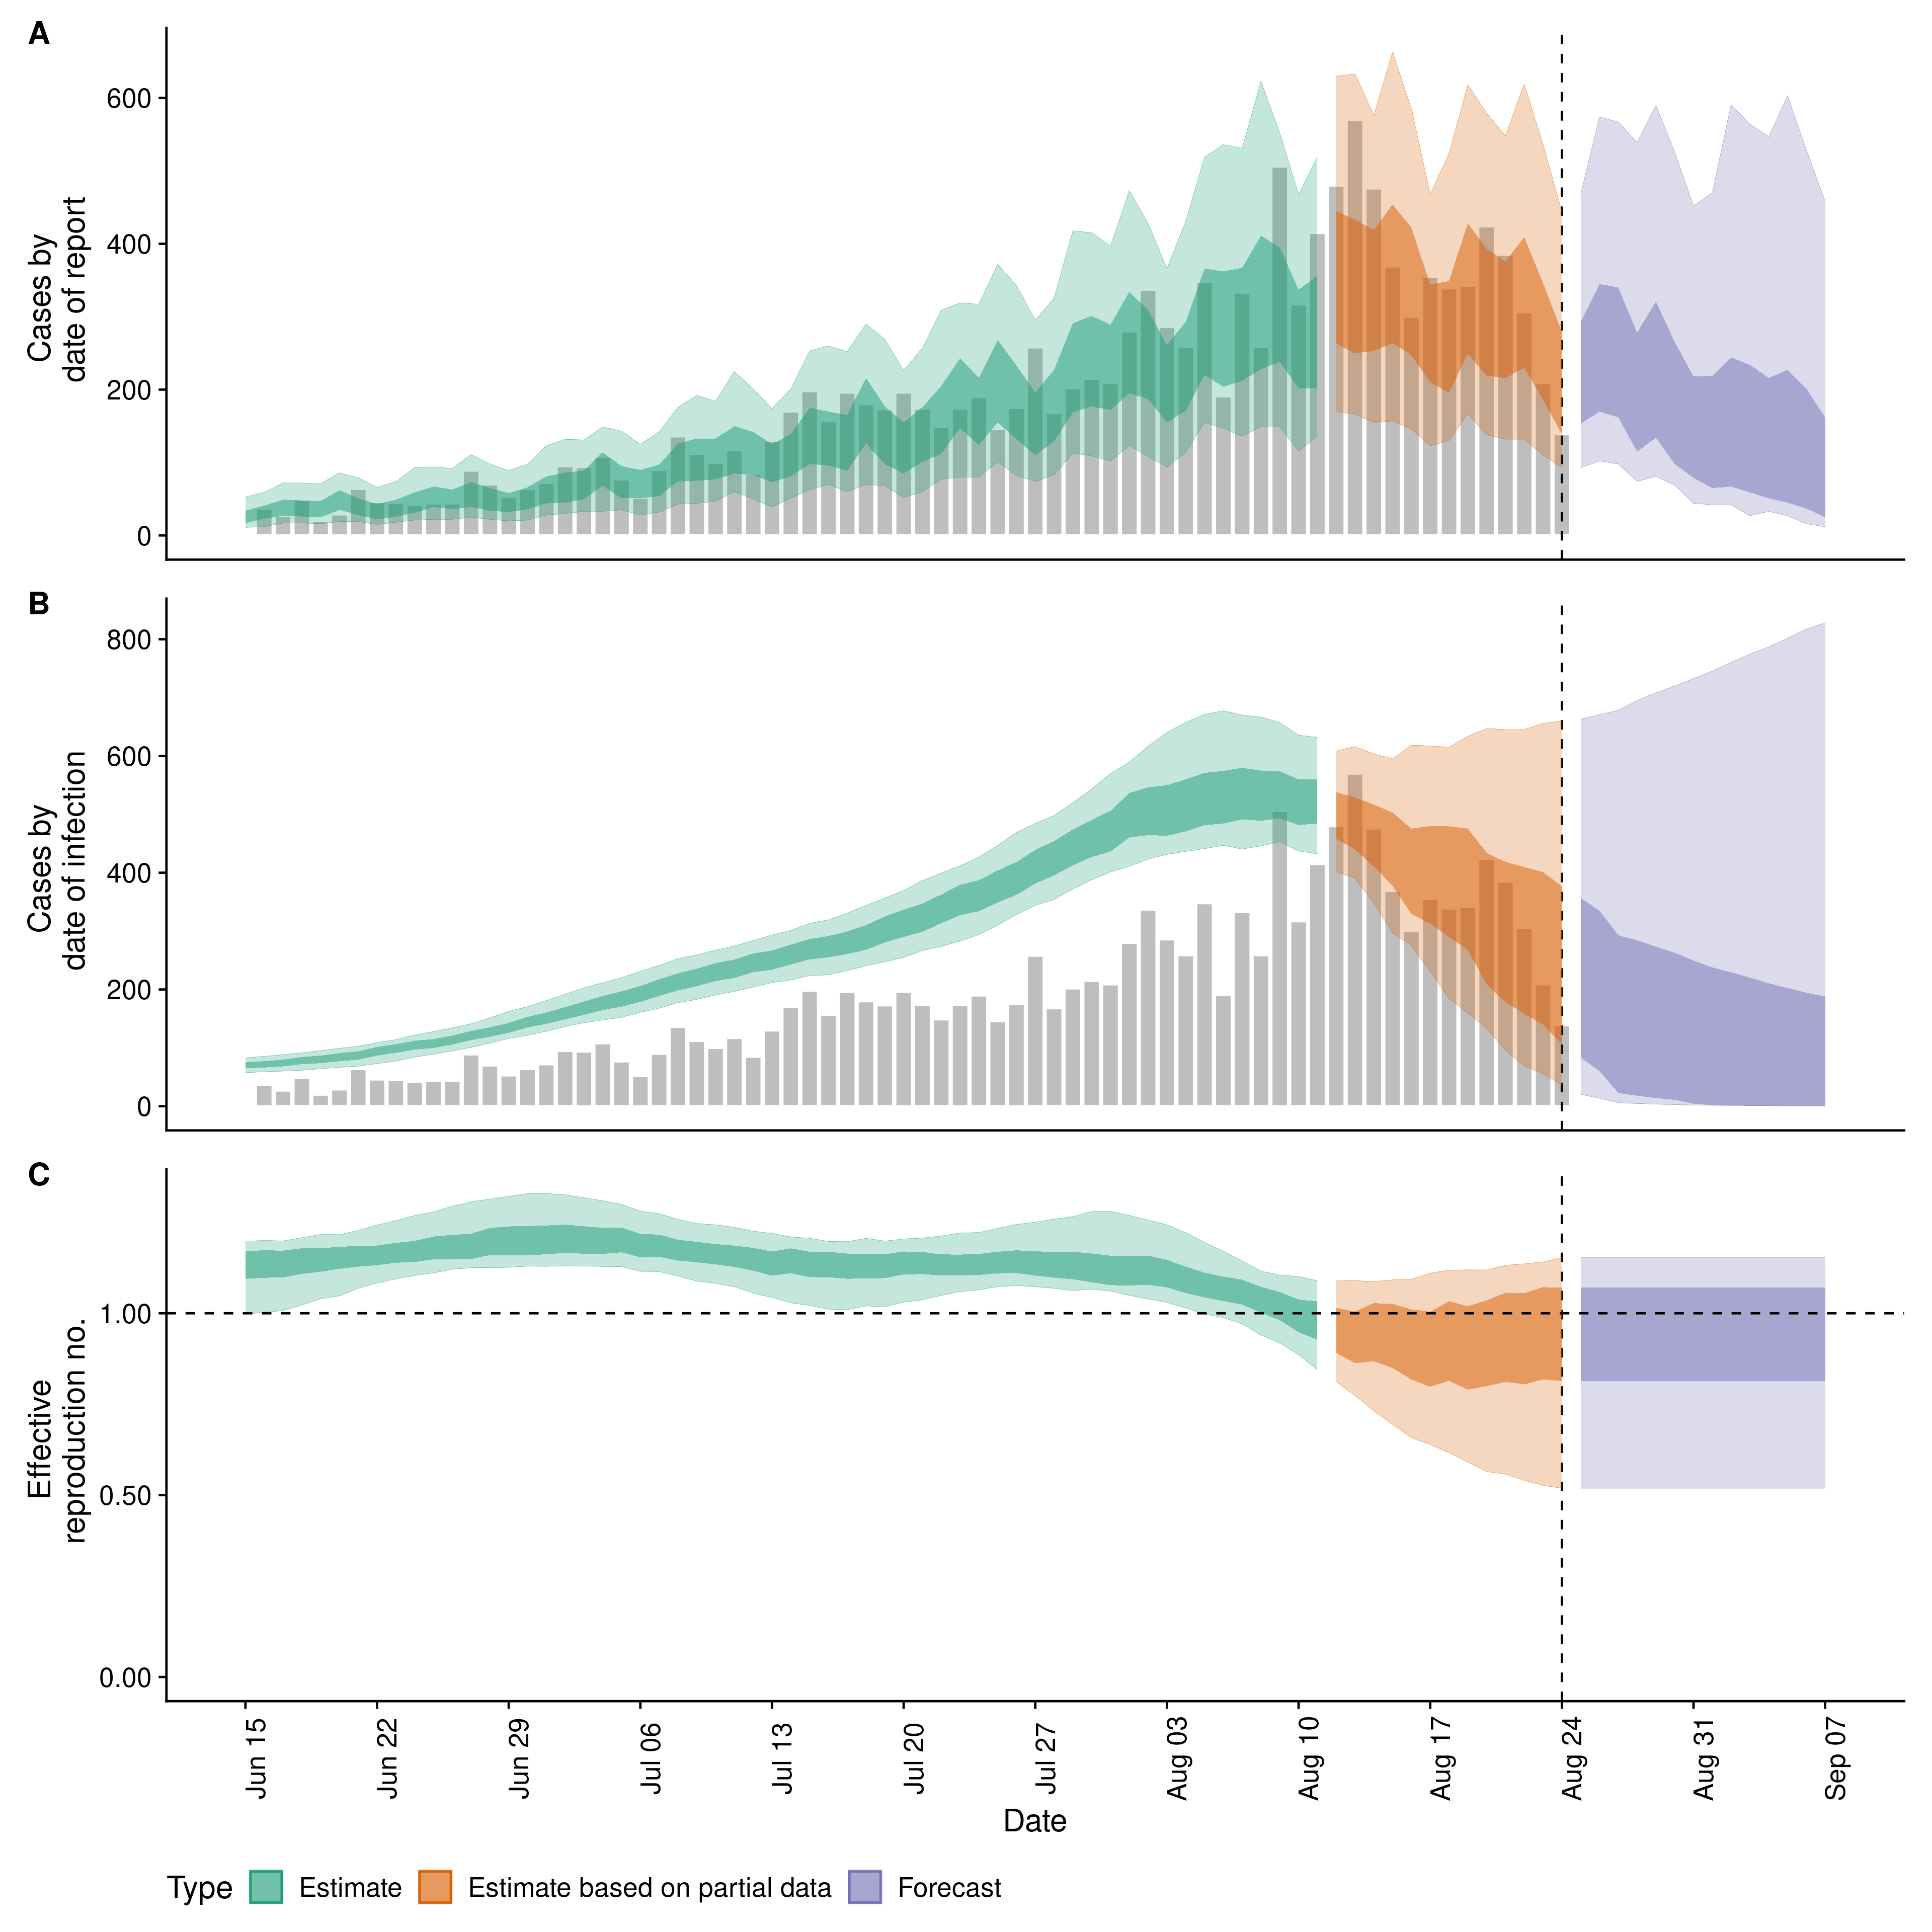 A
Cases by
date of report
600
400
200
0
B
Cases by
date of infection
800
600
400
200
0
C
Effective
reproduction no.
1.00
0.50
0.00
Jun 15
Jun 22
Jun 29
Jul 06
Jul 13
Jul 20
Jul 27
Aug 03
Aug 10
Aug 17
Aug 24
Aug 31
Sep 07
Date
Type Estimate Estimate based on partial data Forecast